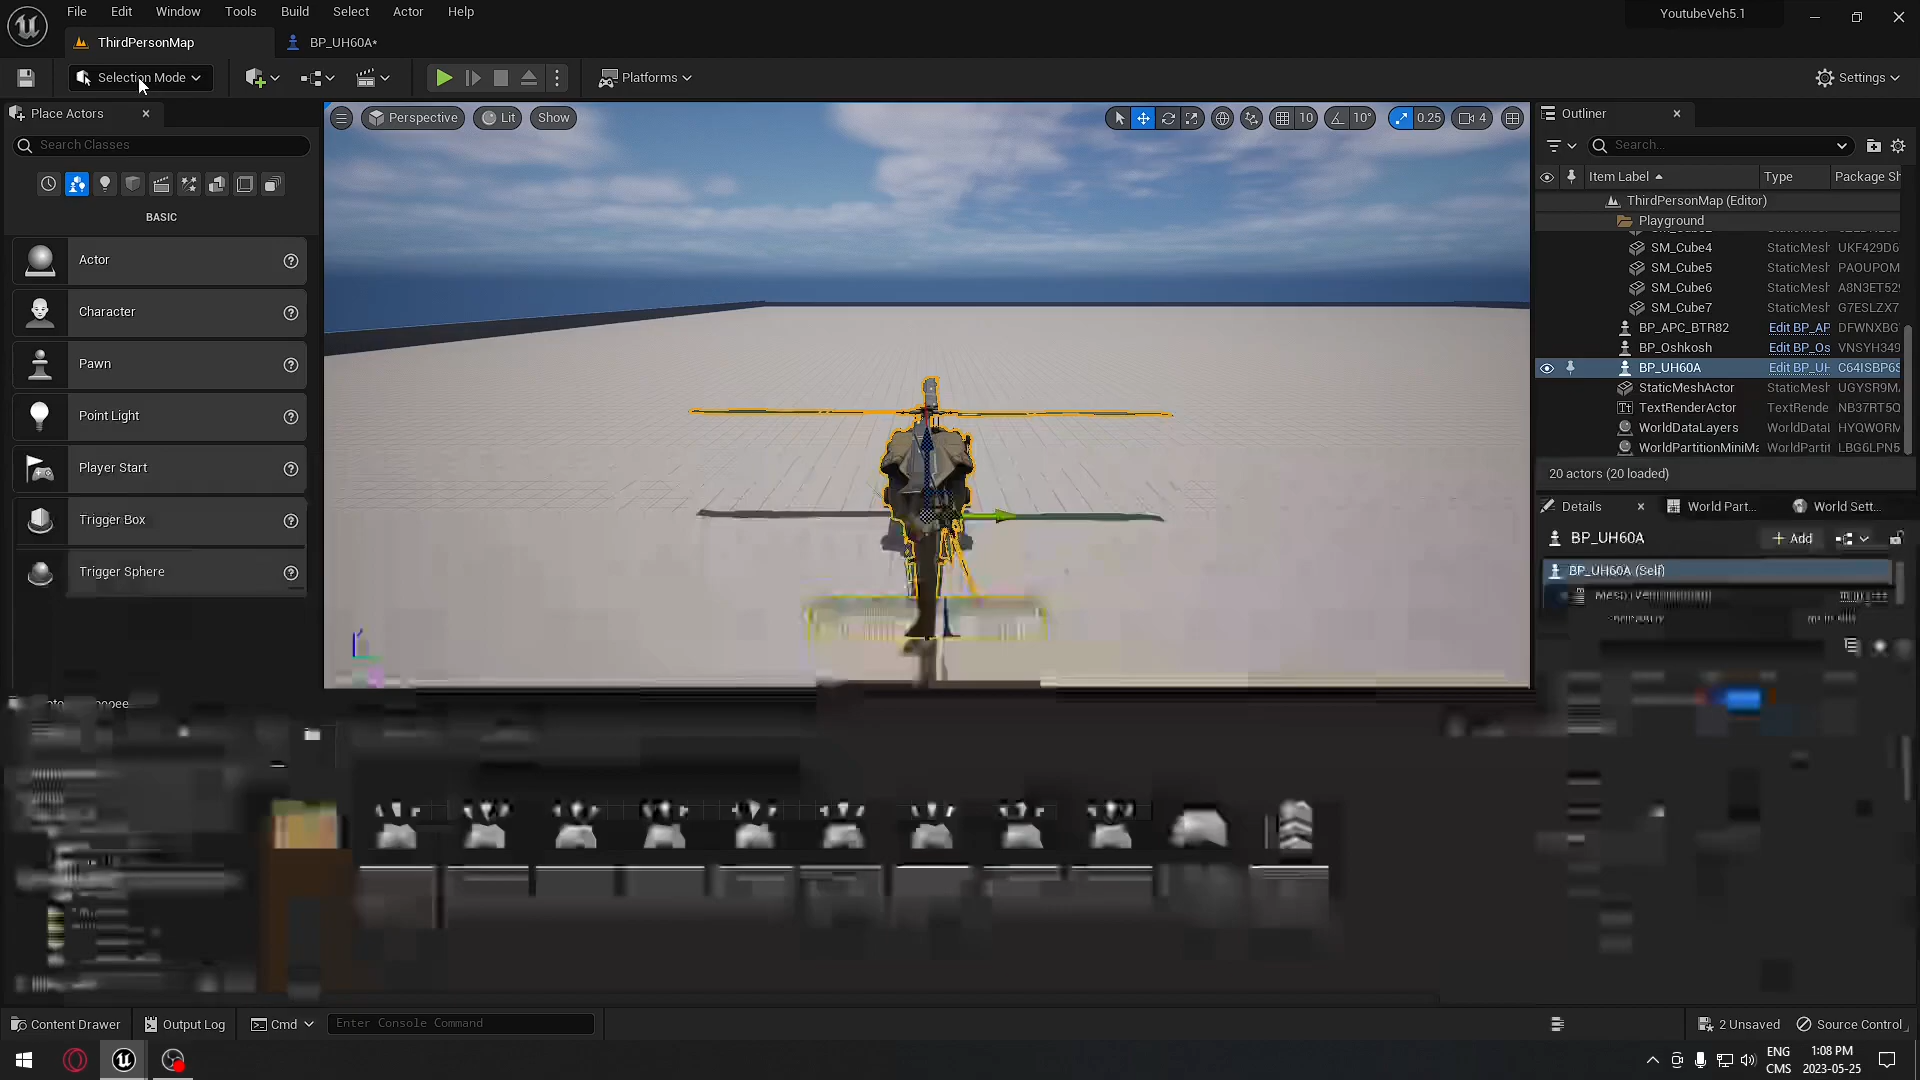 File Edit Window Tools Build Select Actor Help
YoutubeVeh5.1
ThirdPersonMap
BP_UH60A*
Selection Mode
Platforms
Settings
Place Actors
Search Classes
BASIC
Actor
Character
Pawn
Point Light
Player Start
Trigger Box
Trigger Sphere
Perspective
Lit
Show
10
10°
0.25
4
Outliner
Search...
Item Label Type Package Sh
ThirdPersonMap (Editor)
Playground
SM_Cube4 StaticMesh UKF429D6
SM_Cube5 StaticMesh PAOUPOM
SM_Cube6 StaticMesh A8N3ET52
SM_Cube7 StaticMesh G7ESLZX7
BP_APC_BTR82 Edit BP_AP DFWNXBG
BP_Oshkosh Edit BP_Os VNSYH349
BP_UH60A Edit BP_UH C64ISBP6S
StaticMeshActor UGYSR9M
TextRenderActor TextRende NB37RT5Q
WorldDataLayers WorldData HYQWORM
WorldPartitionMiniMa WorldPartit LBG6LPN5
20 actors (20 loaded)
Details
World Part...
World Sett...
BP_UH60A
+ Add
BP_UH60A (Self)
Content Drawer
Output Log
Cmd
Enter Console Command
2 Unsaved
Source Control
ENG
CMS
1:08 PM
2023-05-25